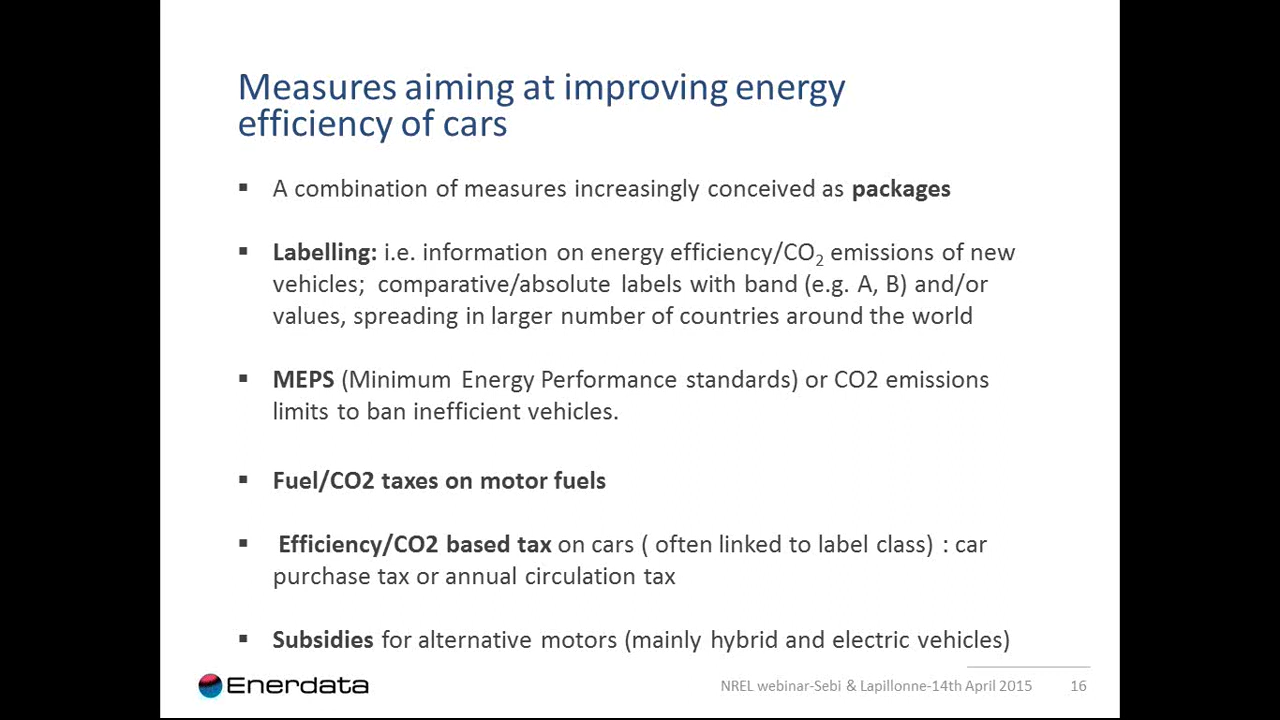 Measures aiming at improving energy
efficiency of cars
▪ A combination of measures increasingly conceived as packages
▪ Labelling: i.e. information on energy efficiency/CO₂ emissions of new
vehicles; comparative/absolute labels with band (e.g. A, B) and/or
values, spreading in larger number of countries around the world
▪ MEPS (Minimum Energy Performance standards) or CO2 emissions
limits to ban inefficient vehicles.
▪ Fuel/CO2 taxes on motor fuels
▪ Efficiency/CO2 based tax on cars ( often linked to label class) : car
purchase tax or annual circulation tax
▪ Subsidies for alternative motors (mainly hybrid and electric vehicles)
Enerdata
NREL webinar-Sebi & Lapillonne-14th April 2015 16